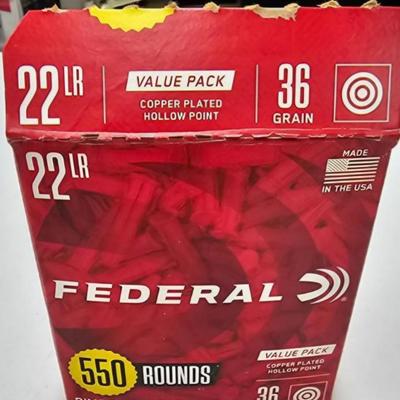 22 LR
VALUE PACK
COPPER PLATED
HOLLOW POINT
36
GRAIN
22 LR
MADE
IN THE USA
FEDERAL
550 ROUNDS
VALUE PACK
COPPER PLATED
HOLLOW POINT
36